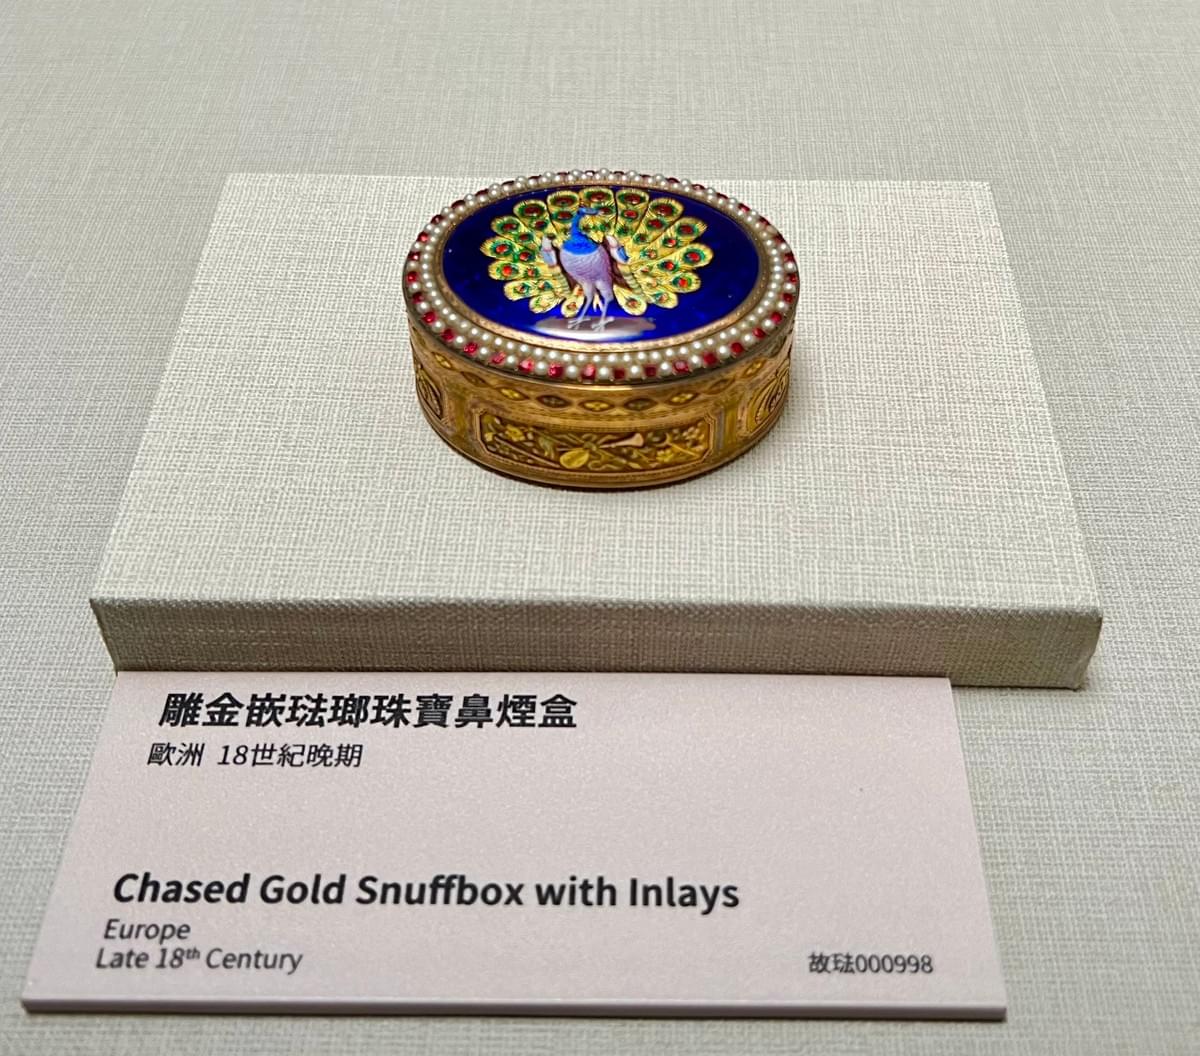 雕金嵌琺瑯珠寶鼻煙盒
歐洲 18世紀晚期
Chased Gold Snuffbox with Inlays
Europe
Late 18th Century
故琺000998